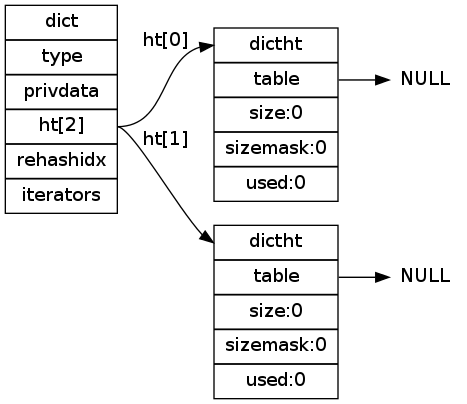 dict
type
privdata
ht[2]
rehashidx
iterators
ht[0]
ht[1]
dictht
table
size:0
sizemask:0
used:0
NULL
dictht
table
size:0
sizemask:0
used:0
NULL